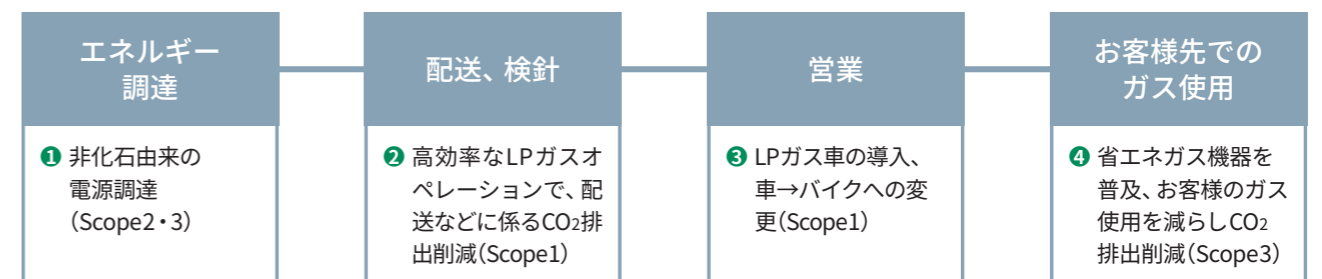 エネルギー
調達
❶ 非化石由来の
電源調達
（Scope2・3）
配送、検針
❷ 高効率なLPガスオ
ペレーションで、配
送などに係るCO2排
出削減（Scope1）
営業
❸ LPガス車の導入、
車→バイクへの変
更（Scope1）
お客様先での
ガス使用
❹ 省エネガス機器を
普及、お客様のガス
使用を減らしCO2
排出削減（Scope3）